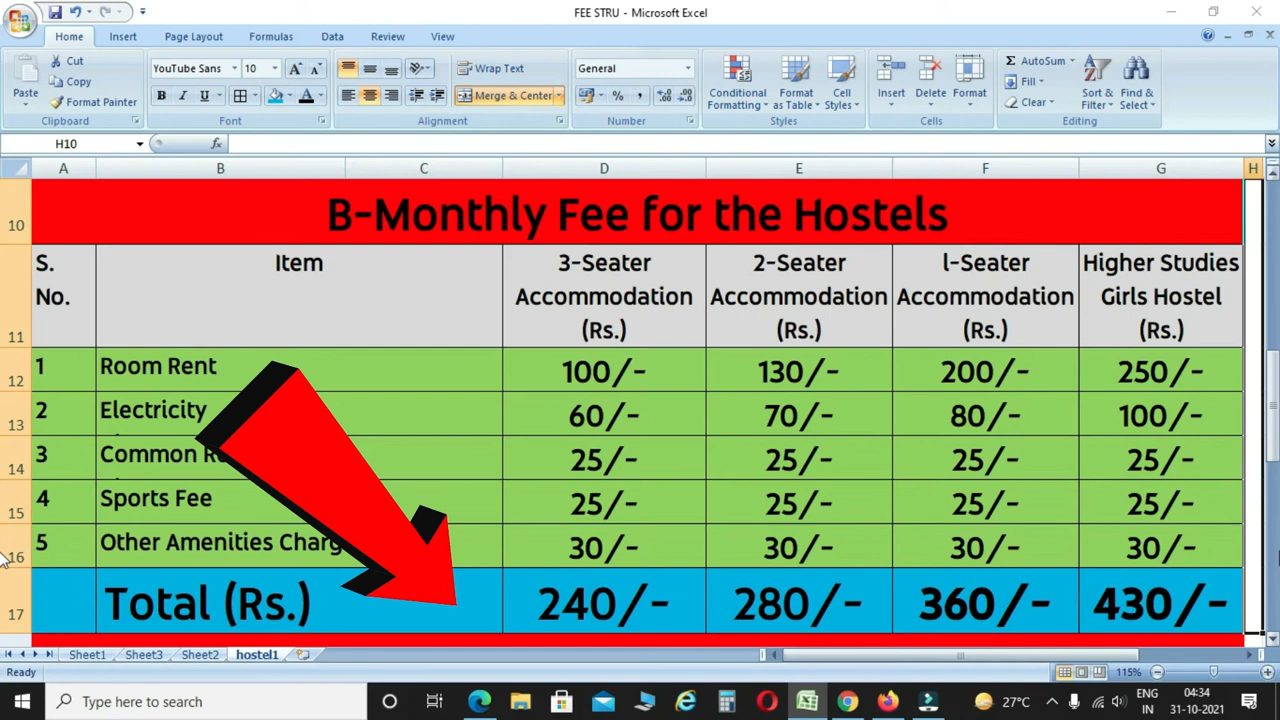 FEE STRU - Microsoft Excel
Home Insert Page Layout Formulas Data Review View
Cut
Copy
Format Painter
Paste
Clipboard
YouTube Sans 10
B I U
Font
Wrap Text
Merge & Center
Alignment
General
Number
Conditional Formatting
Format as Table
Cell Styles
Styles
Insert Delete Format
Cells
AutoSum
Fill
Clear
Sort & Filter
Find & Select
Editing
H10 fx
A B C D E F G H
10 B-Monthly Fee for the Hostels
11 S. No. Item 3-Seater Accommodation (Rs.) 2-Seater Accommodation (Rs.) l-Seater Accommodation (Rs.) Higher Studies Girls Hostel (Rs.)
12 1 Room Rent 100/- 130/- 200/- 250/-
13 2 Electricity 60/- 70/- 80/- 100/-
14 3 Common 25/- 25/- 25/- 25/-
15 4 Sports Fee 25/- 25/- 25/- 25/-
16 5 Other Amenities Charg 30/- 30/- 30/- 30/-
17 Total (Rs.) 240/- 280/- 360/- 430/-
Sheet1 Sheet3 Sheet2 hostel1
Ready 115%
Type here to search 27°C ENG IN 04:34 31-10-2021